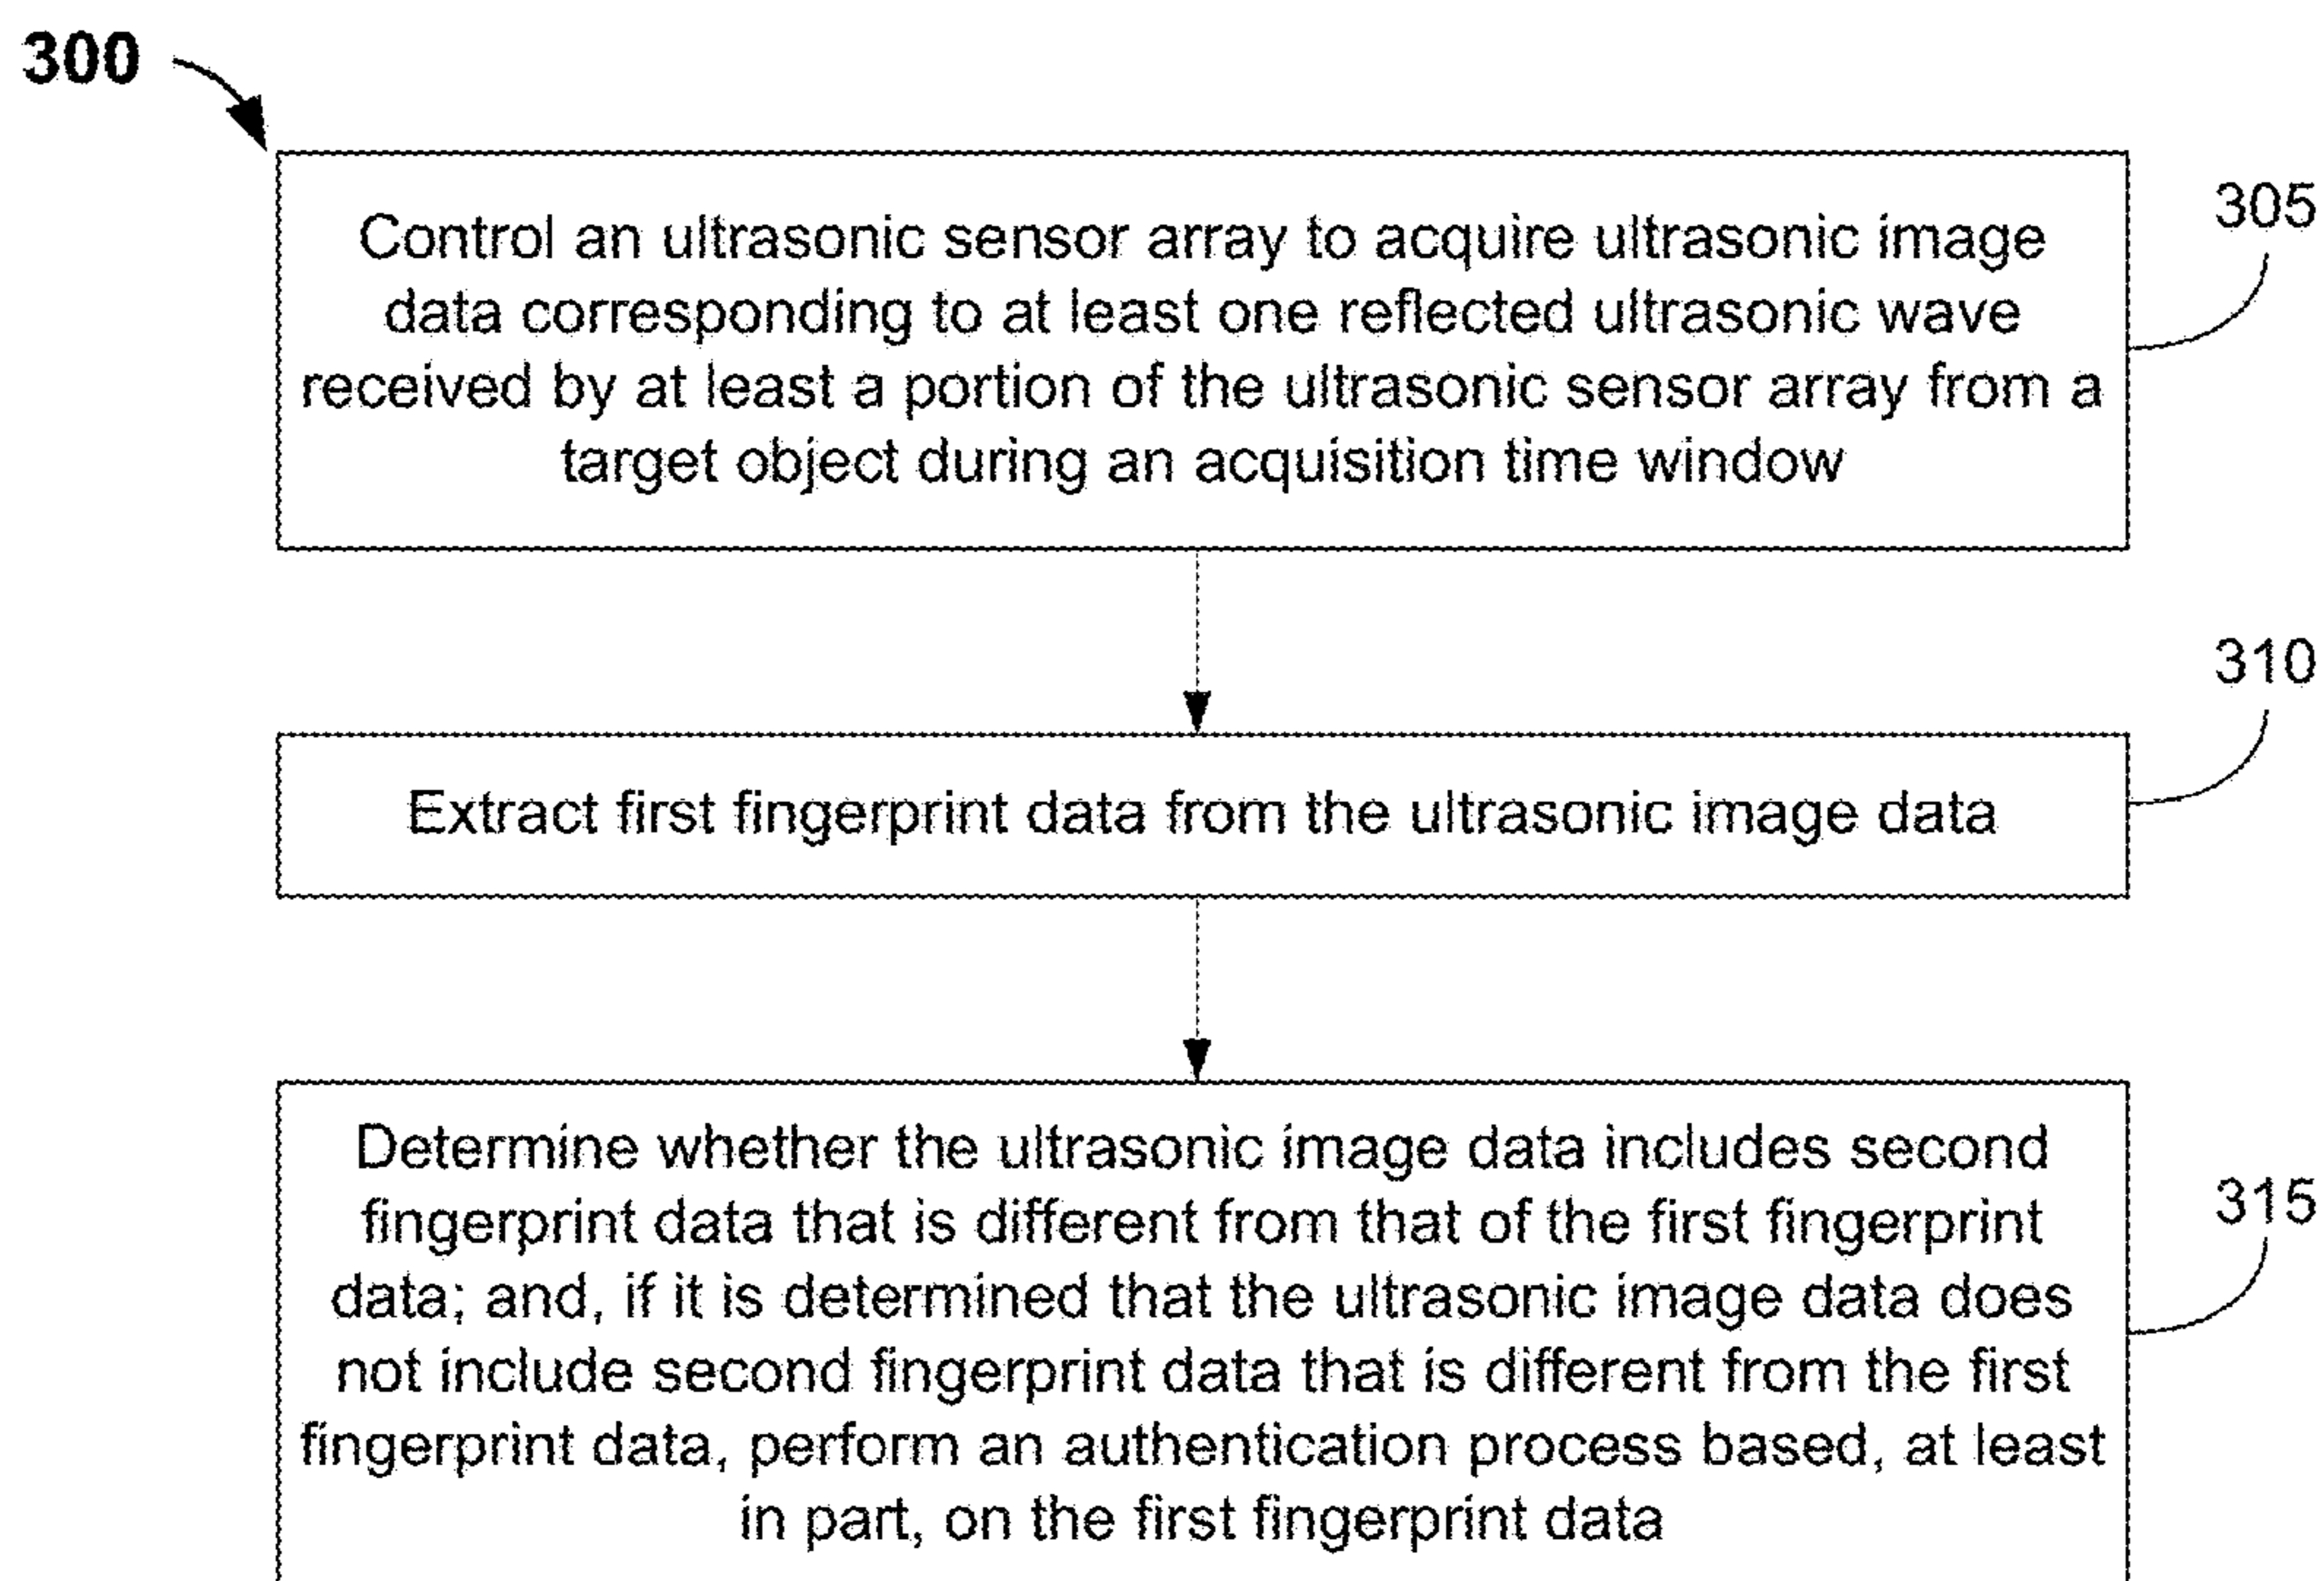 300
305
Control an ultrasonic sensor array to acquire ultrasonic image
data corresponding to at least one reflected ultrasonic wave
received by at least a portion of the ultrasonic sensor array from a
target object during an acquisition time window
310
Extract first fingerprint data from the ultrasonic image data
315
Determine whether the ultrasonic image data includes second
fingerprint data that is different from that of the first fingerprint
data; and, if it is determined that the ultrasonic image data does
not include second fingerprint data that is different from the first
fingerprint data, perform an authentication process based, at least
in part, on the first fingerprint data